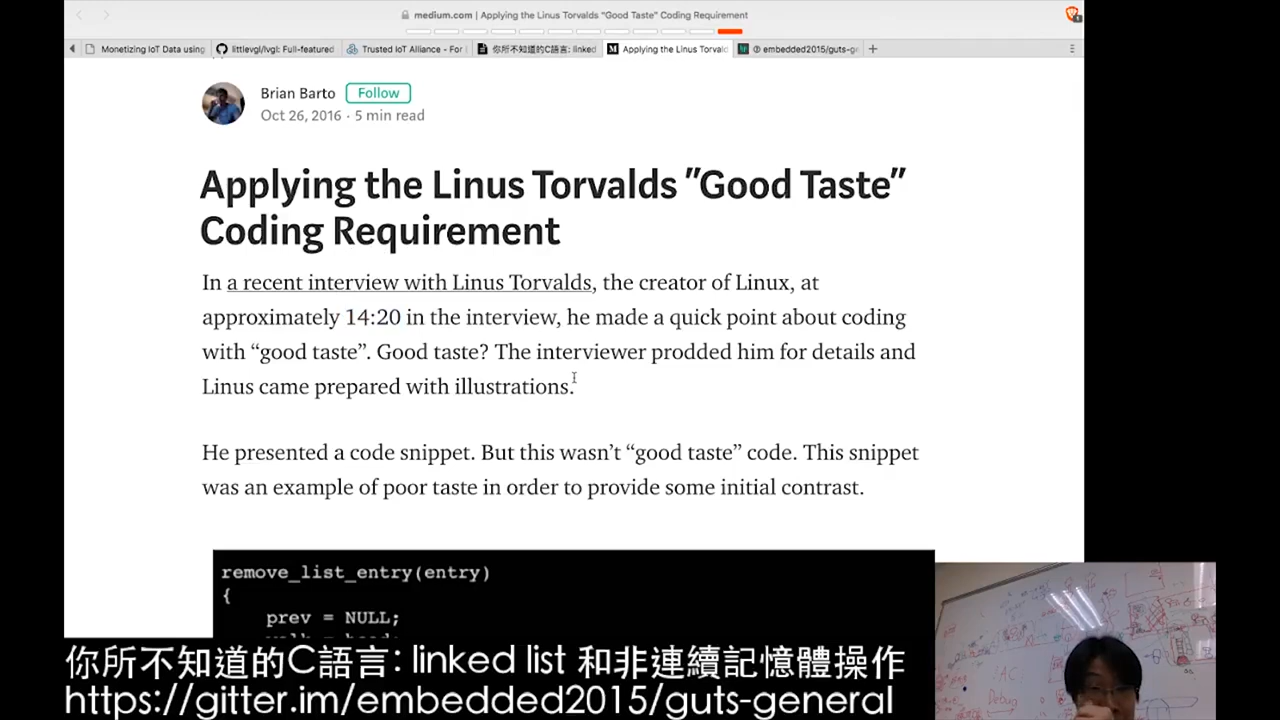 medium.com | Applying the Linus Torvalds "Good Taste" Coding Requirement
Monetizing IoT Data using
littlevgl/lvgl: Full-featured
Trusted IoT Alliance - For
你所不知道的C語言: linked
Applying the Linus Torvald
embedded2015/guts-ge
Brian Barto Follow
Oct 26, 2016 · 5 min read
Applying the Linus Torvalds "Good Taste"
Coding Requirement
In a recent interview with Linus Torvalds, the creator of Linux, at
approximately 14:20 in the interview, he made a quick point about coding
with “good taste”. Good taste? The interviewer prodded him for details and
Linus came prepared with illustrations.
He presented a code snippet. But this wasn’t “good taste” code. This snippet
was an example of poor taste in order to provide some initial contrast.
remove_list_entry(entry)
{
prev = NULL;
你所不知道的C語言: linked list 和非連續記憶體操作
https://gitter.im/embedded2015/guts-general
Debug